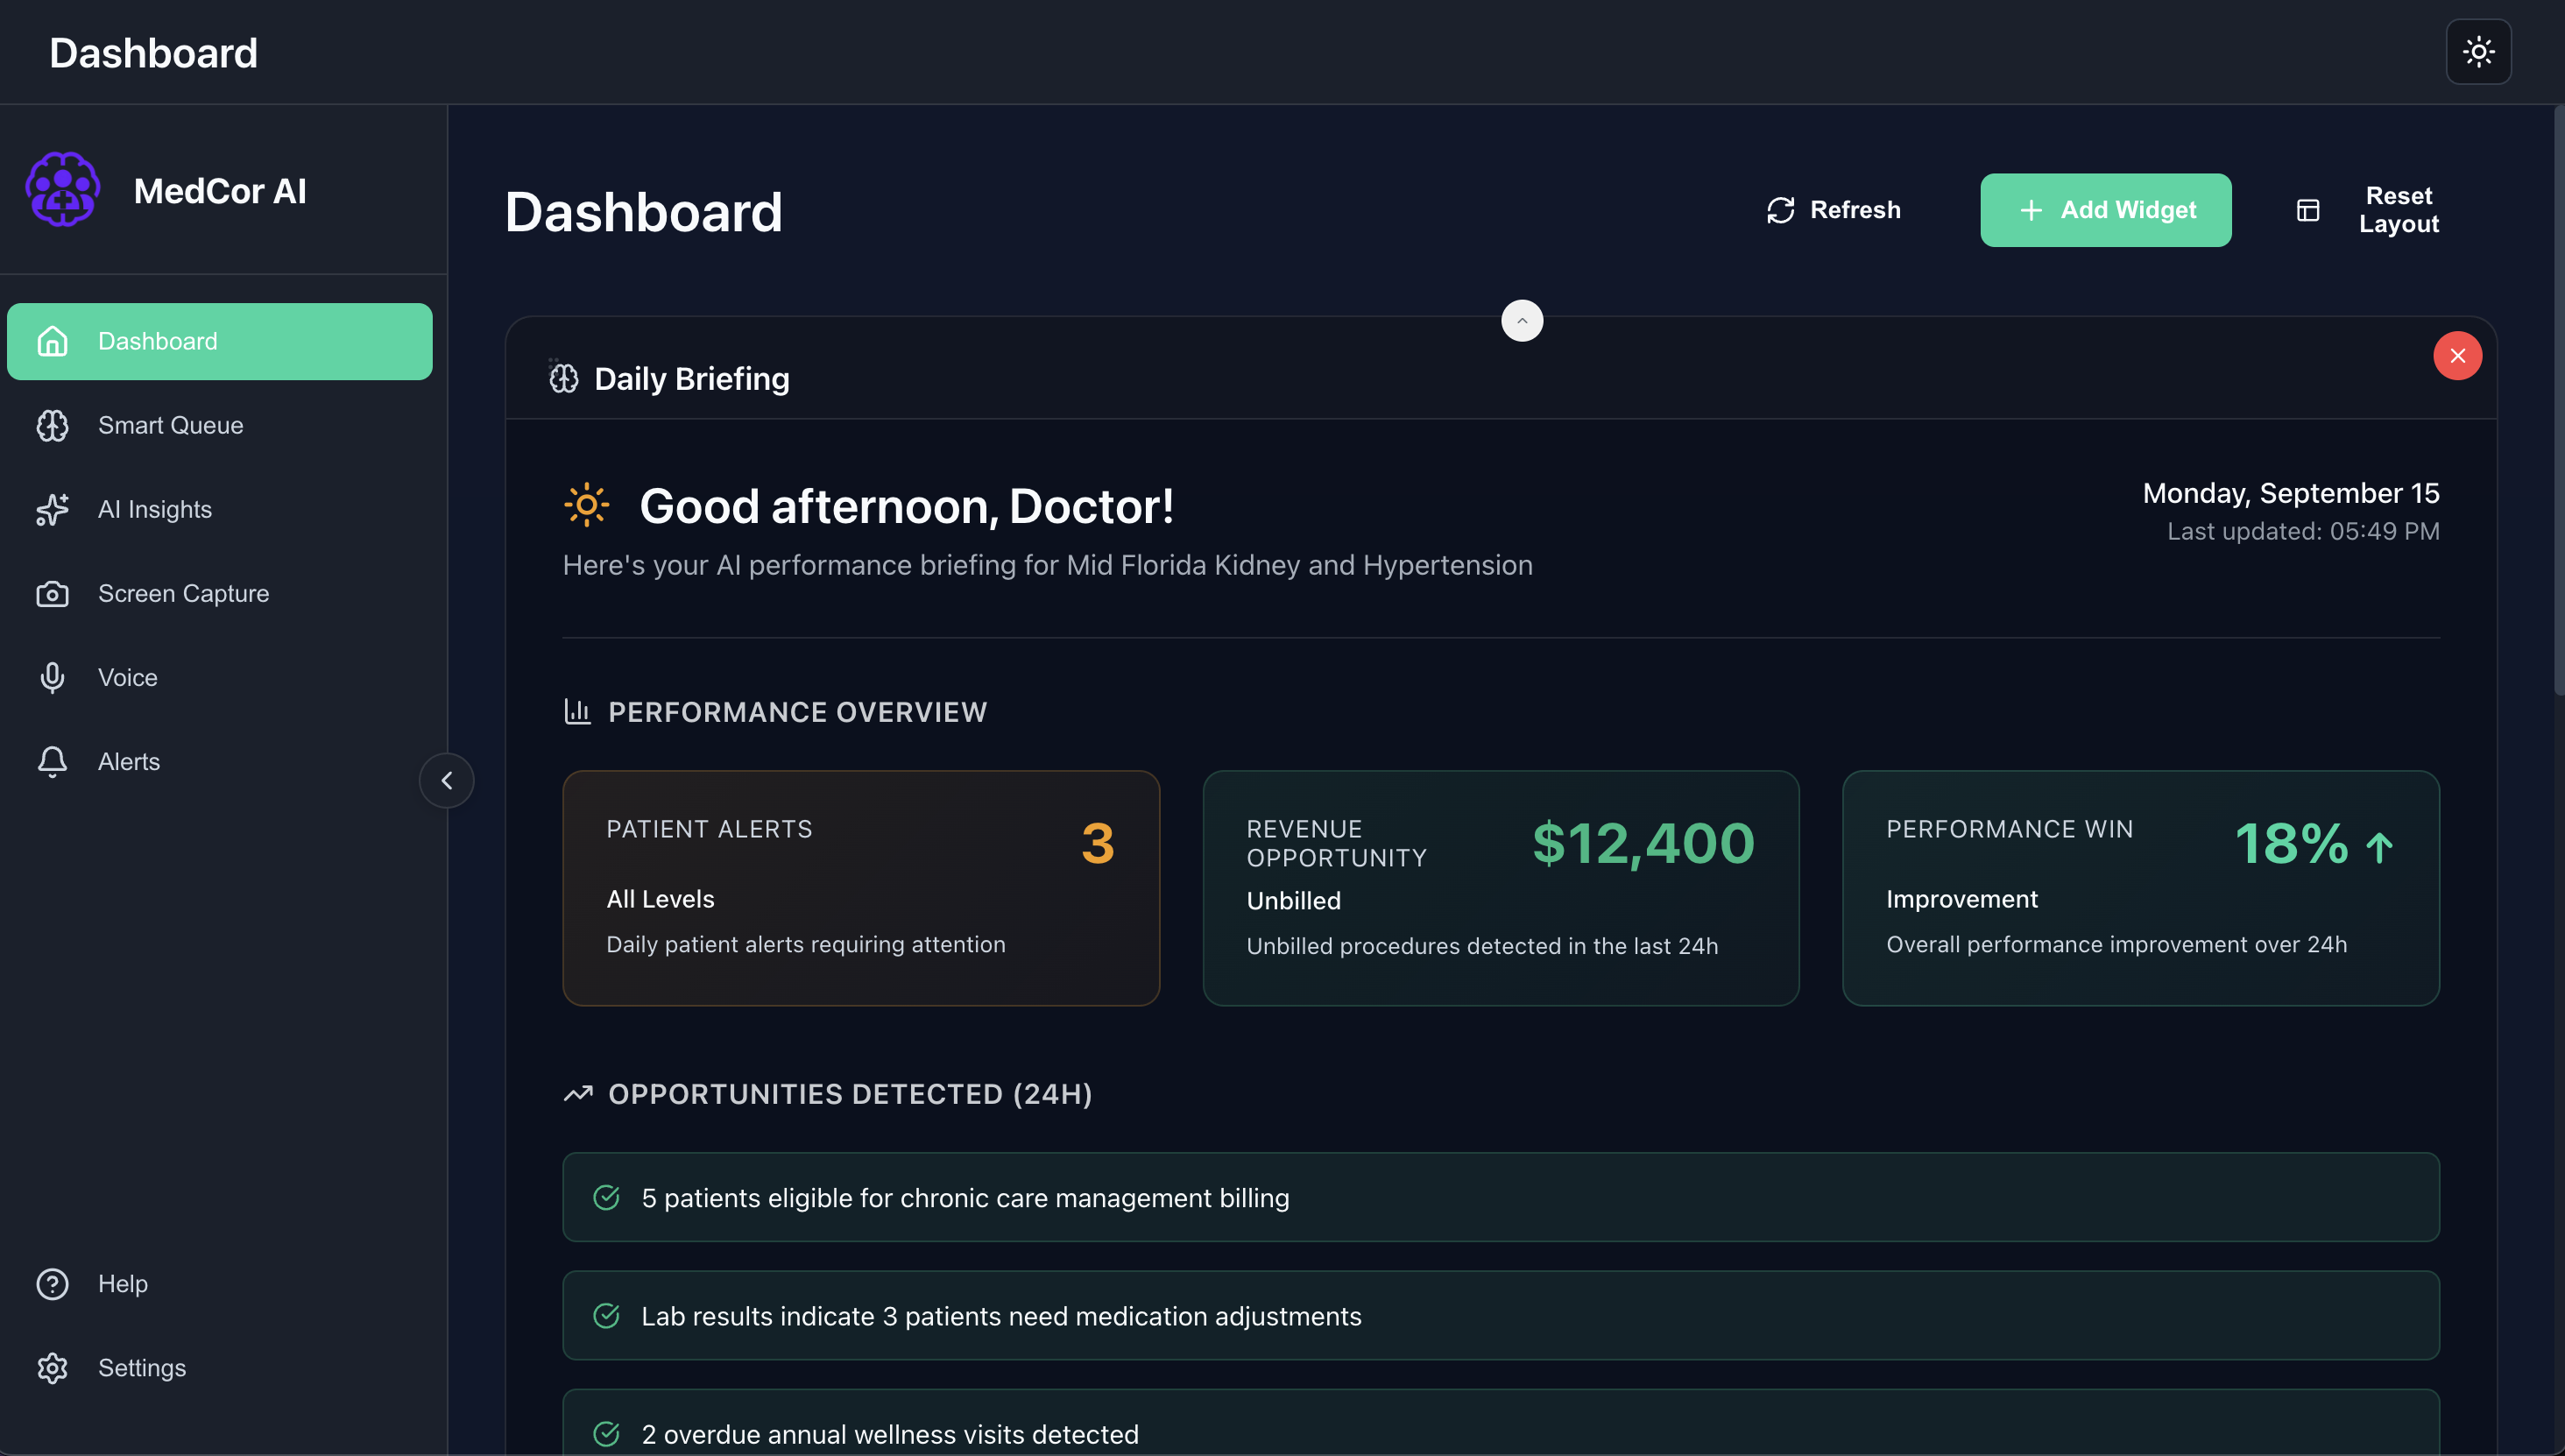 Dashboard
MedCor AI
Dashboard
Smart Queue
AI Insights
Screen Capture
Voice
Alerts
Help
Settings
Dashboard
Refresh
Add Widget
Reset
Layout
Daily Briefing
Good afternoon, Doctor!
Here's your AI performance briefing for Mid Florida Kidney and Hypertension
Monday, September 15
Last updated: 05:49 PM
PERFORMANCE OVERVIEW
PATIENT ALERTS
3
All Levels
Daily patient alerts requiring attention
REVENUE
OPPORTUNITY
$12,400
Unbilled
Unbilled procedures detected in the last 24h
PERFORMANCE WIN
18%
Improvement
Overall performance improvement over 24h
OPPORTUNITIES DETECTED (24H)
5 patients eligible for chronic care management billing
Lab results indicate 3 patients need medication adjustments
2 overdue annual wellness visits detected